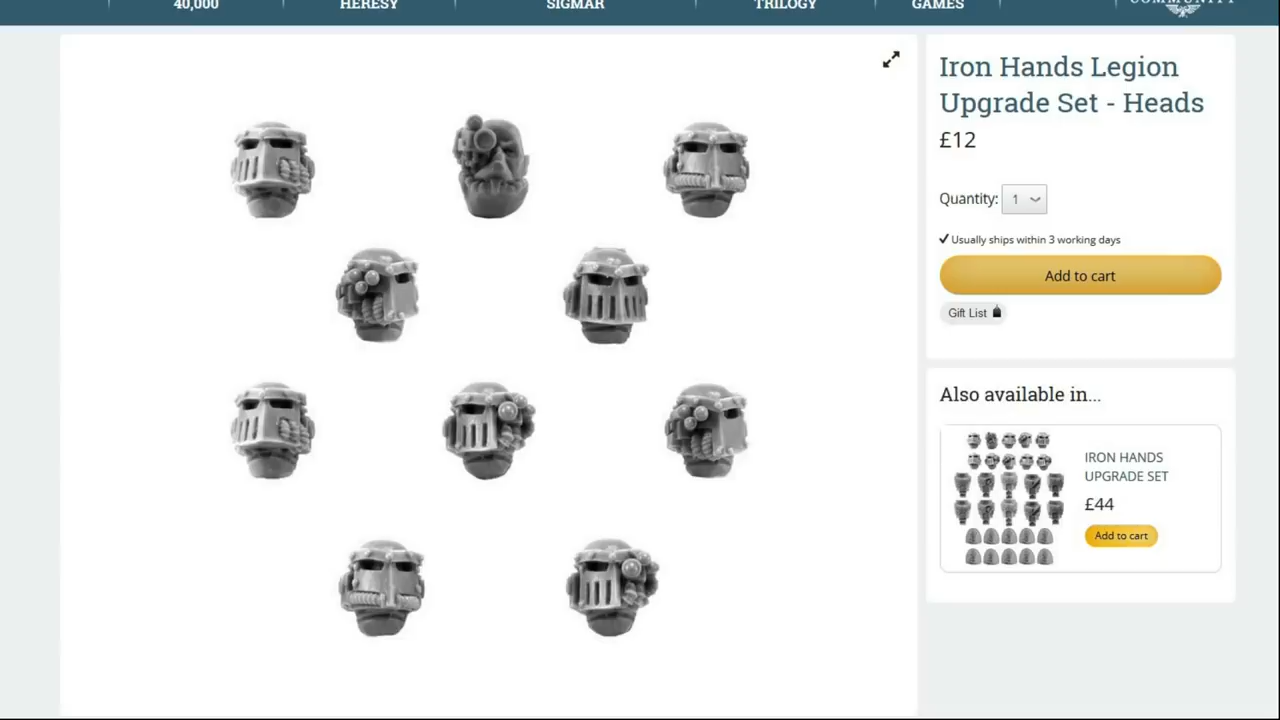 40,000
HERESY
SIGMAR
TRILOGY
GAMES
COMMUNITY
Iron Hands Legion
Upgrade Set - Heads
£12
Quantity: 1
✓ Usually ships within 3 working days
Add to cart
Gift List
Also available in...
IRON HANDS
UPGRADE SET
£44
Add to cart